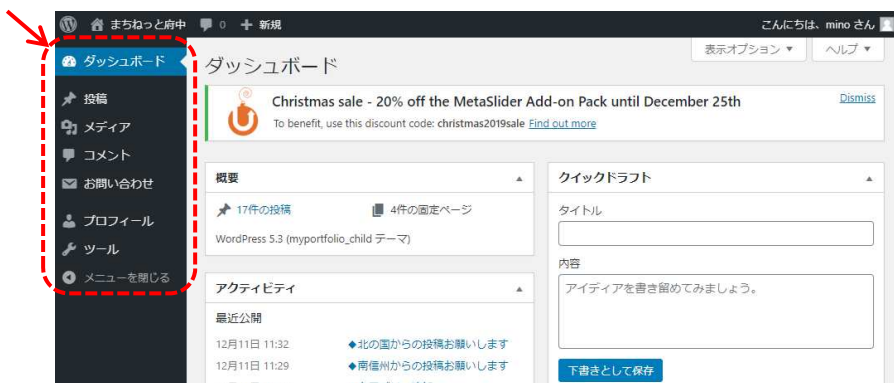 まちねっと府中 0 新規 こんにちは、mino さん
ダッシュボード
投稿
メディア
コメント
お問い合わせ
プロフィール
ツール
メニューを閉じる
表示オプション ヘルプ
ダッシュボード
Christmas sale - 20% off the MetaSlider Add-on Pack until December 25th Dismiss
To benefit, use this discount code: christmas2019sale Find out more
概要
17件の投稿 4件の固定ページ
WordPress 5.3 (myportfolio_child テーマ)
アクティビティ
最近公開
12月11日 11:32 ◆北の国からの投稿お願いします
12月11日 11:29 ◆南信州からの投稿お願いします
クイックドラフト
タイトル
内容
アイディアを書き留めてみましょう。
下書きとして保存